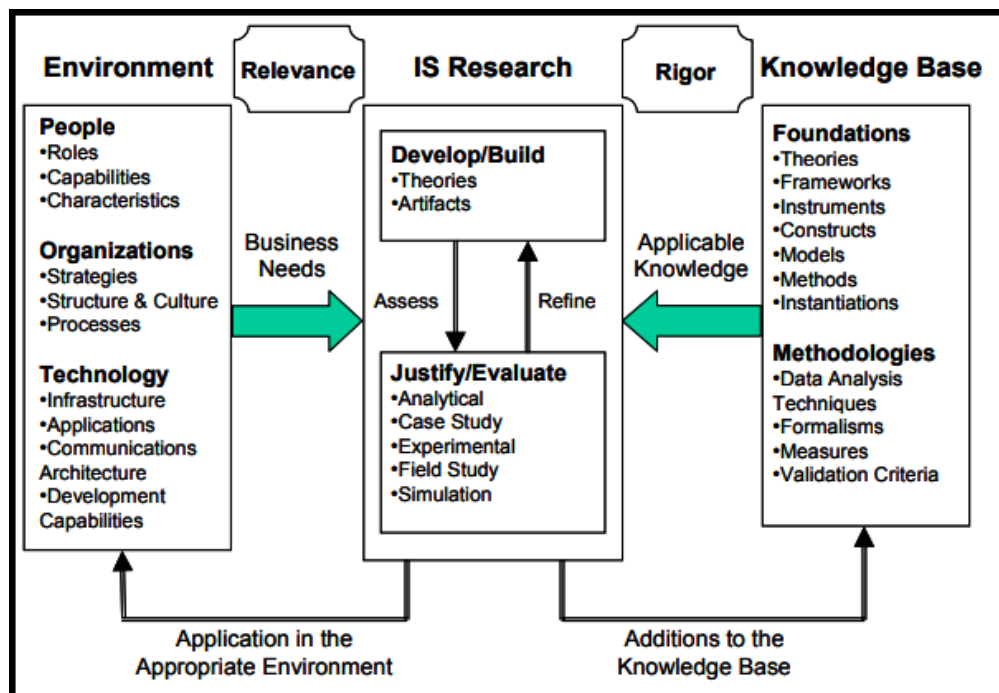 Environment
Relevance
IS Research
Rigor
Knowledge Base
People
•Roles
•Capabilities
•Characteristics
Organizations
•Strategies
•Structure & Culture
•Processes
Technology
•Infrastructure
•Applications
•Communications
Architecture
•Development
Capabilities
Business
Needs
Develop/Build
•Theories
•Artifacts
Assess
Refine
Justify/Evaluate
•Analytical
•Case Study
•Experimental
•Field Study
•Simulation
Applicable
Knowledge
Foundations
•Theories
•Frameworks
•Instruments
•Constructs
•Models
•Methods
•Instantiations
Methodologies
•Data Analysis
Techniques
•Formalisms
•Measures
•Validation Criteria
Application in the
Appropriate Environment
Additions to the
Knowledge Base